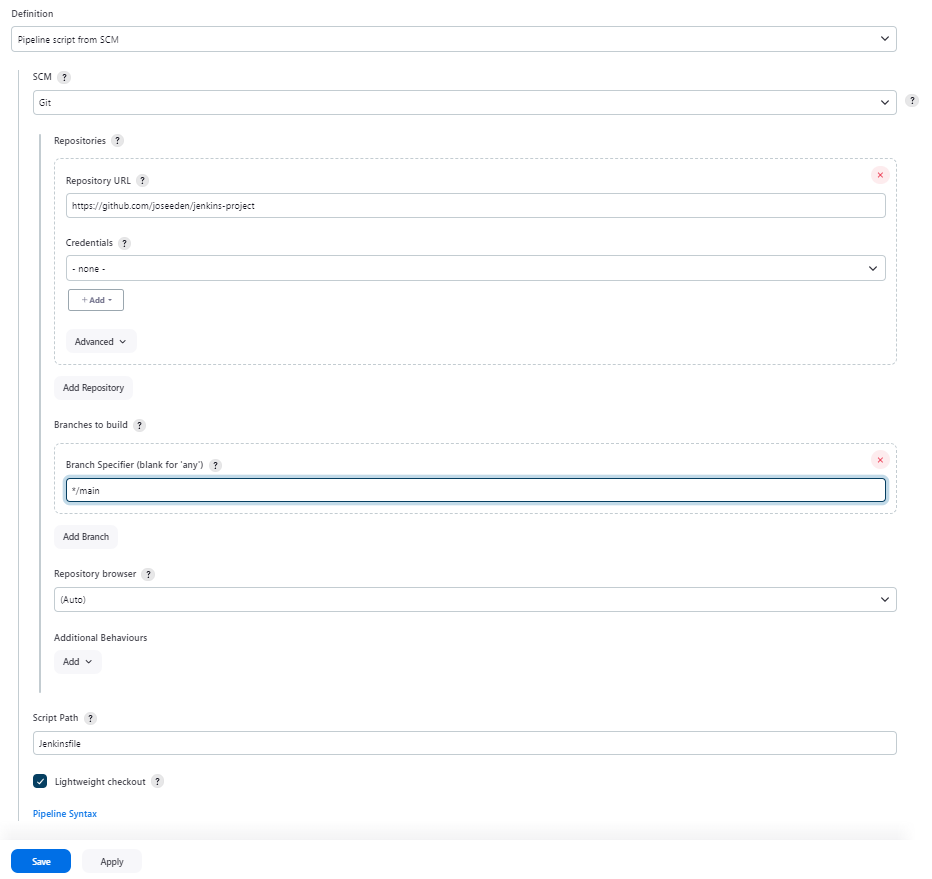 Definition
Pipeline script from SCM
SCM ?
Git
?
Repositories ?
Repository URL ?
https://github.com/joseeden/jenkins-project
Credentials ?
- none -
+ Add
Advanced
Add Repository
Branches to build ?
Branch Specifier (blank for 'any') ?
*/main
Add Branch
Repository browser ?
(Auto)
Additional Behaviours
Add
Script Path ?
Jenkinsfile
Lightweight checkout ?
Pipeline Syntax
Save Apply